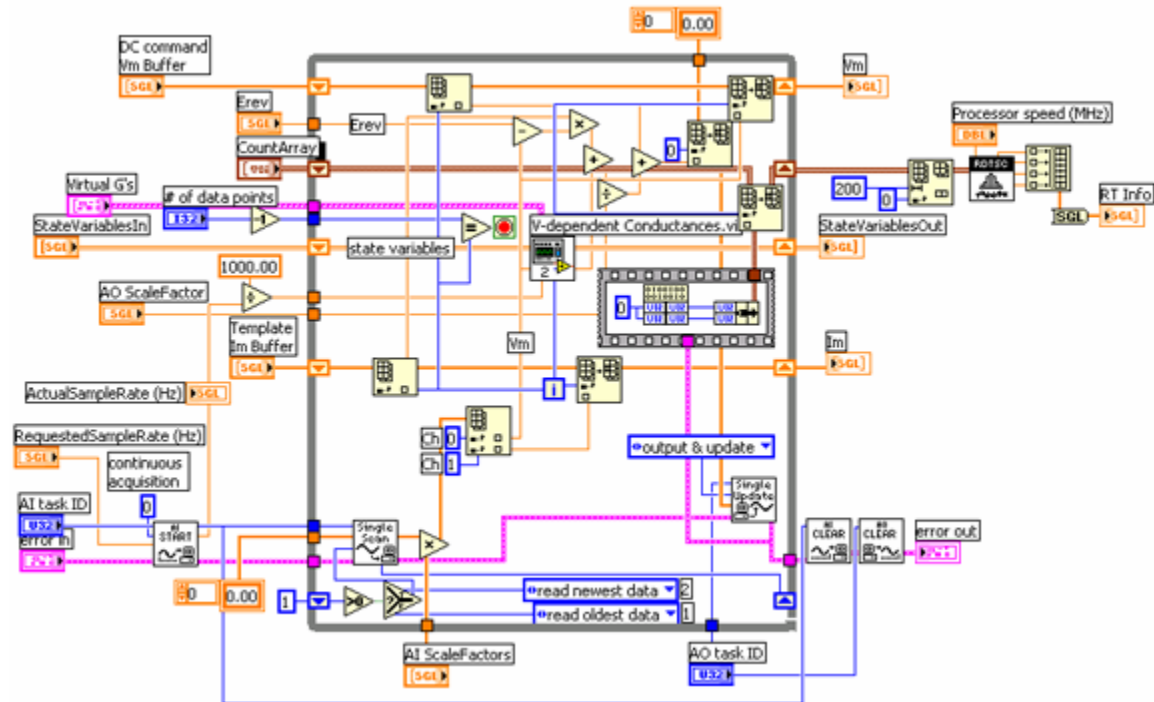 0
0.00
DC command
Vm Buffer
[SGL]
Vm
[SGL]
Erev
SGL
Erev
Processor speed (MHz)
DBL
CountArray
0
Virtual G's
# of data points
I32
-1
200
0
RT Info
SGL
SGL]
StateVariablesIn
[SGL]
=
V-dependent Conductances.vi
StateVariablesOut
SGL]
state variables
2
1000.00
AO ScaleFactor
SGL
0
Template
Im Buffer
[SGL]
Vm
Im
SGL]
i
ActualSampleRate (Hz)
SGL
Ch 0
Ch 1
RequestedSampleRate (Hz)
SGL
continuous
acquisition
0
output & update
AI task ID
U32
AI
START
Single
Scan
Single
Update
AI
CLEAR
AO
CLEAR
error in
error out
0
0.00
1
>0
?
read newest data
2
read oldest data
1
AI ScaleFactors
[SGL]
AO task ID
U32